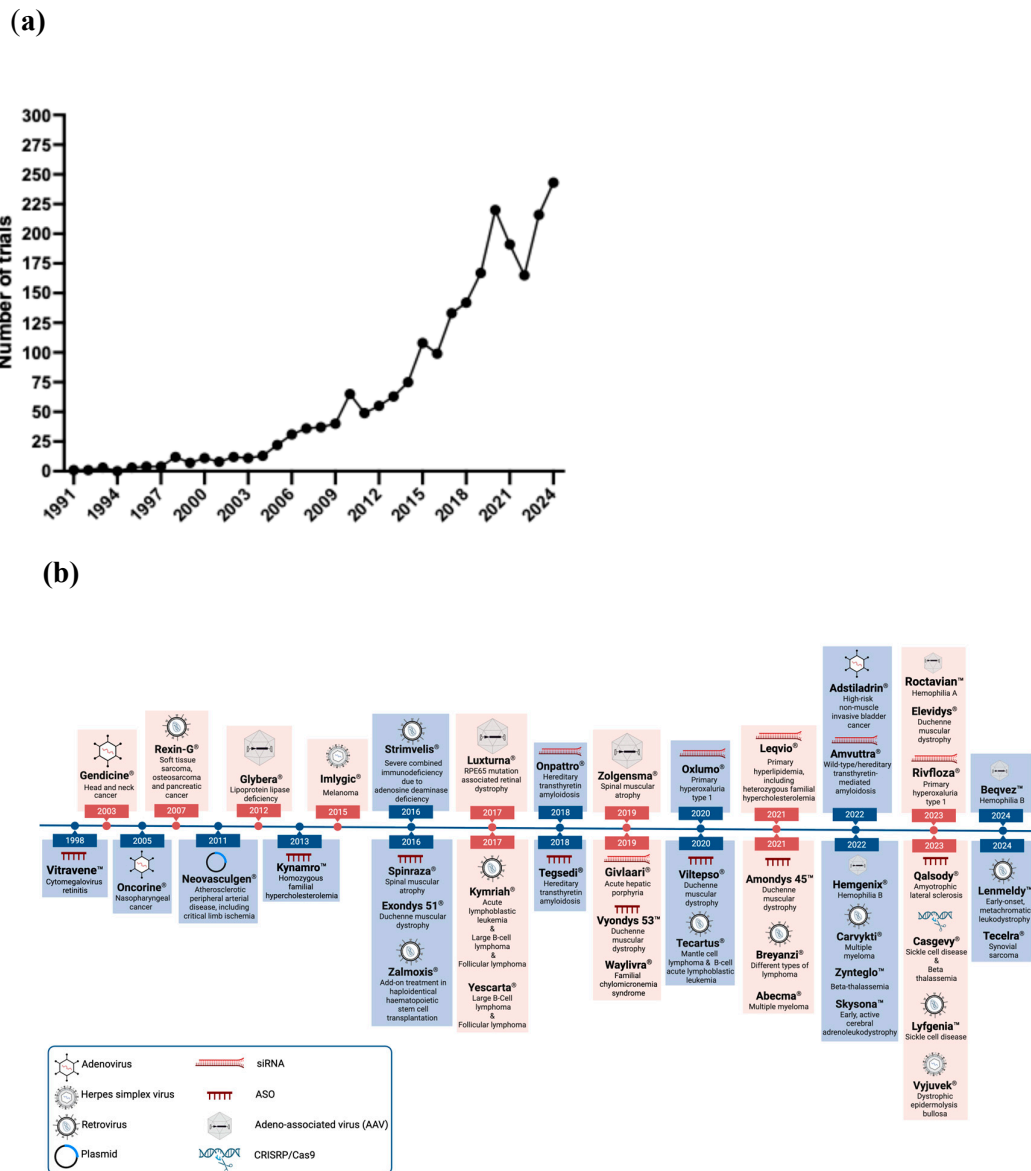 (a)
Number of trials
300
275
250
225
200
175
150
125
100
75
50
25
0
1991
1994
1997
2000
2003
2006
2009
2012
2015
2018
2021
2024
(b)
Gendicine®
Head and neck
cancer
2003
Rexin-G®
Soft tissue
sarcoma,
osteosarcoma
and pancreatic
cancer
2007
Glybera®
Lipoprotein lipase
deficiency
2012
Imlygic®
Melanoma
2015
Strimvelis®
Severe combined
immunodeficiency
due to
adenosine deaminase
deficiency
2016
Luxturna®
RPE65 mutation
associated retinal
dystrophy
2017
Onpattro®
Hereditary
transthyretin
amyloidosis
2018
Zolgensma®
Spinal muscular
atrophy
2019
Oxlumo®
Primary
hyperoxaluria
type 1
2020
Leqvio®
Primary
hyperlipidemia,
including
heterozygous familial
hypercholesterolemia
2021
Adstiladrin®
High-risk
non-muscle
invasive bladder
cancer
Amvuttra®
Wild-type/hereditary
transthyretin-
mediated
amyloidosis
2022
Roctavian™
Hemophilia A
Elevidys®
Duchenne
muscular
dystrophy
Rivfloza®
Primary
hyperoxaluria
type 1
2023
Beqvez™
Hemophilia B
2024
1998
Vitravene™
Cytomegalovirus
retinitis
2005
Oncorine®
Nasopharyngeal
cancer
2011
Neovasculgen®
Atherosclerotic
peripheral arterial
disease, including
critical limb ischemia
2013
Kynamro™
Homozygous
familial
hypercholesterolemia
2016
Spinraza®
Spinal muscular
atrophy
Exondys 51®
Duchenne muscular
dystrophy
Zalmoxis®
Add-on treatment in
haploidentical
haematopoietic
stem cell
transplantation
2017
Kymriah®
Acute
lymphoblastic
leukemia
&
Large B-cell
lymphoma
&
Follicular lymphoma
Yescarta®
Large B-Cell
lymphoma
&
Follicular lymphoma
2018
Tegsedi®
Hereditary
transthyretin
amyloidosis
2019
Givlaari®
Acute hepatic
porphyria
Vyondys 53™
Duchenne
muscular
dystrophy
Waylivra®
Familial
chylomicronemia
syndrome
2020
Viltepso®
Duchenne
muscular dystrophy
Tecartus®
Mantle cell
lymphoma & B-cell
acute lymphoblastic
leukemia
2021
Amondys 45™
Duchenne
muscular
dystrophy
Breyanzi®
Different types of
lymphoma
Abecma®
Multiple myeloma
2022
Hemgenix®
Hemophilia B
Carvykti®
Multiple
myeloma
Zynteglo™
Beta-thalassemia
Skysona™
Early, active
cerebral
adrenoleukodystrophy
2023
Qalsody®
Amyotrophic
lateral sclerosis
Casgevy®
Sickle cell disease
&
Beta
thalassemia
Lyfgenia™
Sickle cell disease
Vyjuvek®
Dystrophic
epidermolysis
bullosa
2024
Lenmeldy™
Early-onset,
metachromatic
leukodystrophy
Tecelra®
Synovial
sarcoma
Adenovirus
siRNA
Herpes simplex virus
ASO
Retrovirus
Adeno-associated virus (AAV)
Plasmid
CRISRP/Cas9